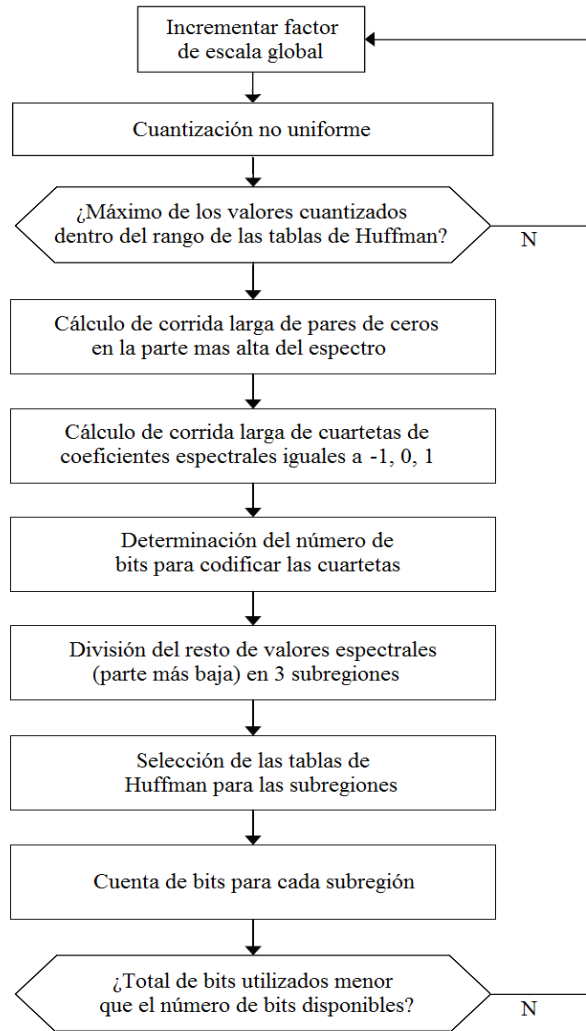 Incrementar factor
de escala global
Cuantización no uniforme
¿Máximo de los valores cuantizados
dentro del rango de las tablas de Huffman?
N
Cálculo de corrida larga de pares de ceros
en la parte mas alta del espectro
Cálculo de corrida larga de cuartetas de
coeficientes espectrales iguales a -1, 0, 1
Determinación del número de
bits para codificar las cuartetas
División del resto de valores espectrales
(parte más baja) en 3 subregiones
Selección de las tablas de
Huffman para las subregiones
Cuenta de bits para cada subregión
¿Total de bits utilizados menor
que el número de bits disponibles?
N